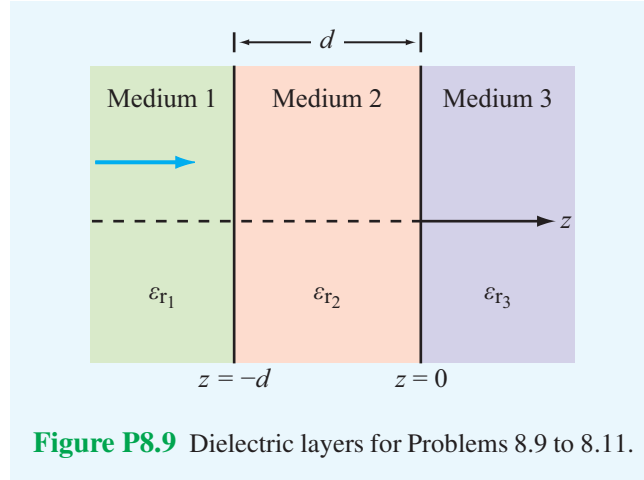 d
Medium 1 Medium 2 Medium 3
z
εr1 εr2 εr3
z = −d z = 0
Figure P8.9 Dielectric layers for Problems 8.9 to 8.11.